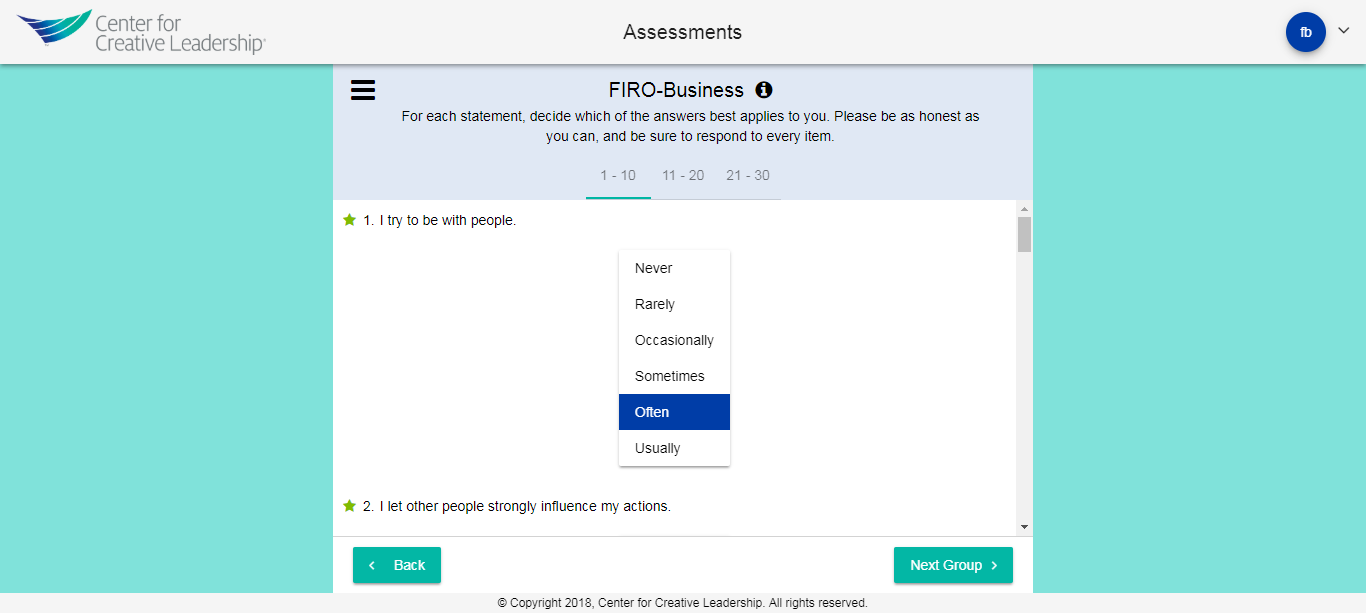 Center for
Creative Leadership®
Assessments
fb
FIRO-Business
For each statement, decide which of the answers best applies to you. Please be as honest as
you can, and be sure to respond to every item.
1 - 10 11 - 20 21 - 30
1. I try to be with people.
Never
Rarely
Occasionally
Sometimes
Often
Usually
2. I let other people strongly influence my actions.
Back Next Group
© Copyright 2018, Center for Creative Leadership. All rights reserved.